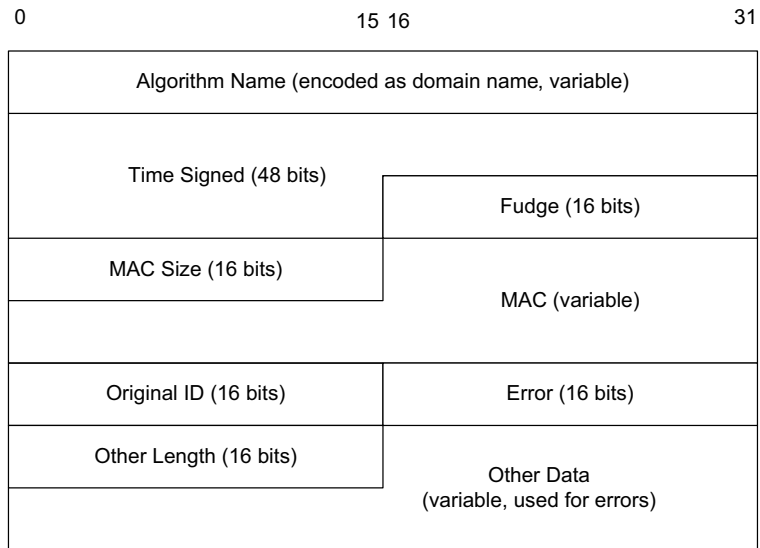 0 15 16 31
Algorithm Name (encoded as domain name, variable)
Time Signed (48 bits)
Fudge (16 bits)
MAC Size (16 bits)
MAC (variable)
Original ID (16 bits)
Error (16 bits)
Other Length (16 bits)
Other Data
(variable, used for errors)